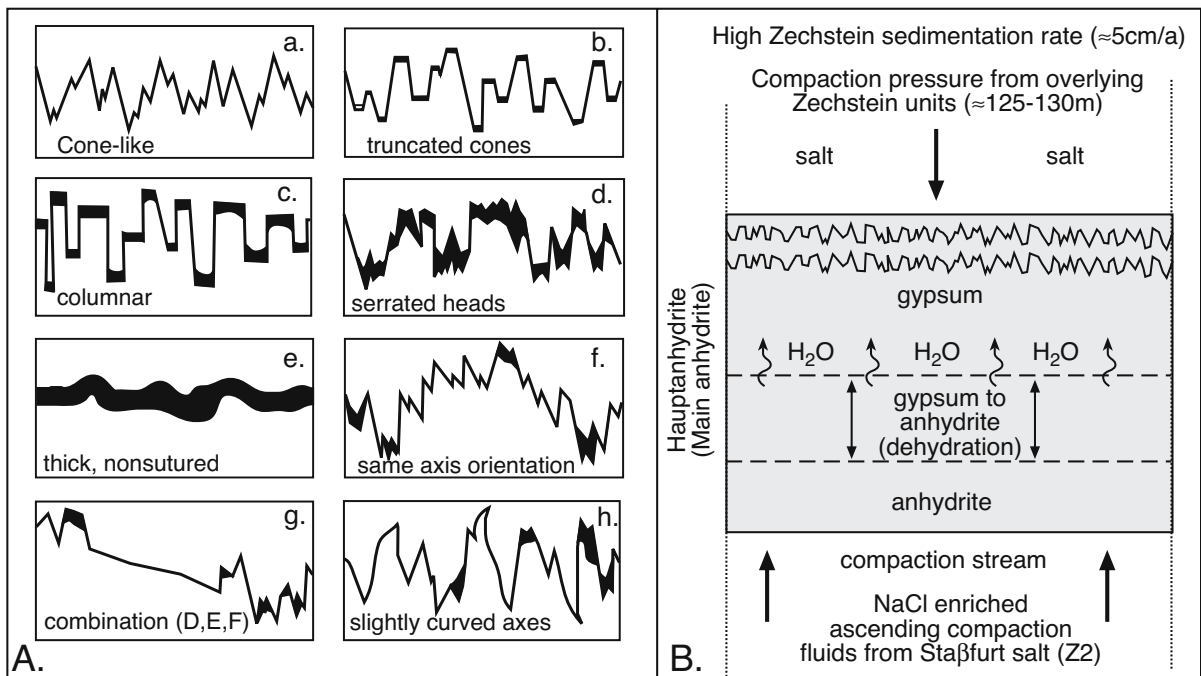 a.
Cone-like
b.
truncated cones
c.
columnar
d.
serrated heads
e.
thick, nonsutured
f.
same axis orientation
g.
combination (D,E,F)
h.
slightly curved axes
A.
High Zechstein sedimentation rate (≈5cm/a)
Compaction pressure from overlying
Zechstein units (≈125-130m)
salt
salt
Hauptanhydrite
(Main anhydrite)
gypsum
H₂O
H₂O
H₂O
gypsum to
anhydrite
(dehydration)
anhydrite
compaction stream
NaCl enriched
ascending compaction
fluids from Staβfurt salt (Z2)
B.